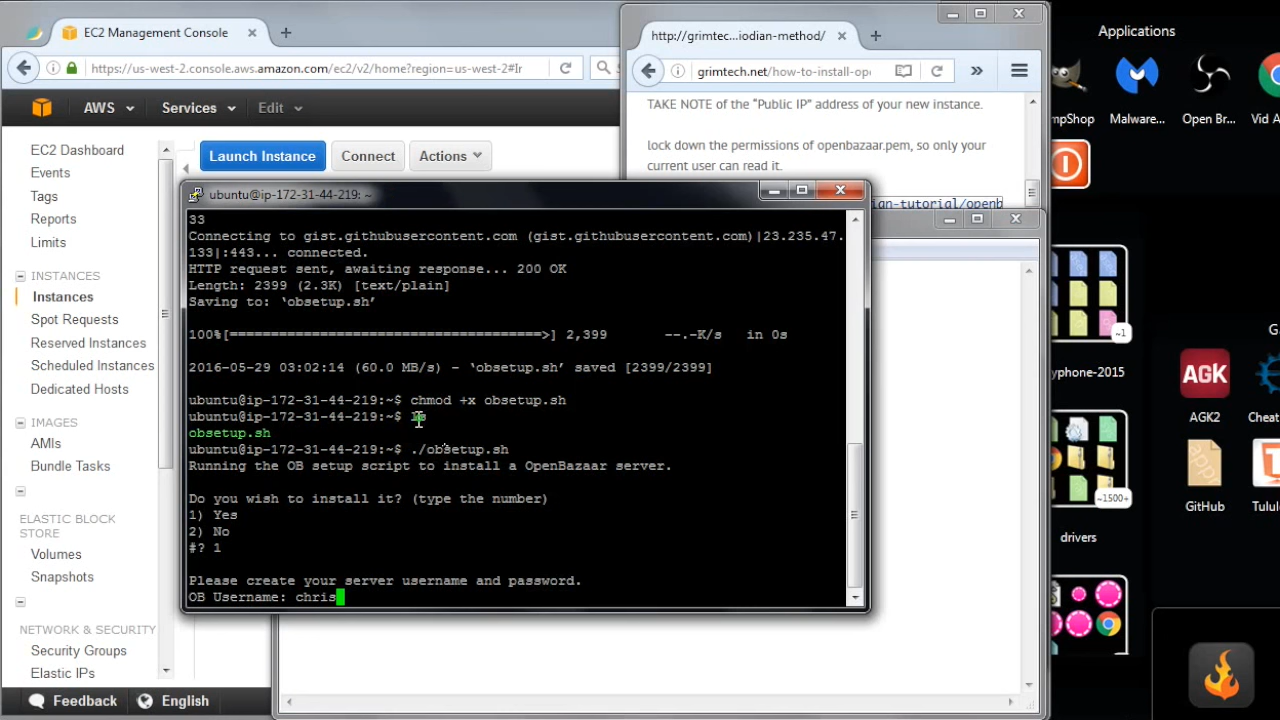 EC2 Management Console
https://us-west-2.console.aws.amazon.com/ec2/v2/home?region=us-west-2#Ir
AWS
Services
Edit
EC2 Dashboard
Events
Tags
Reports
Limits
INSTANCES
Instances
Spot Requests
Reserved Instances
Scheduled Instances
Dedicated Hosts
IMAGES
AMIs
Bundle Tasks
ELASTIC BLOCK
STORE
Volumes
Snapshots
NETWORK & SECURITY
Security Groups
Elastic IPs
Feedback
English
Launch Instance
Connect
Actions
http://grimtec...iodian-method/
grimtech.net/how-to-install-op
TAKE NOTE of the "Public IP" address of your new instance.
lock down the permissions of openbazaar.pem, so only your
current user can read it.
ian-tutorial/openb
ubuntu@ip-172-31-44-219: ~
33
Connecting to gist.githubusercontent.com (gist.githubusercontent.com)|23.235.47.
133|:443... connected.
HTTP request sent, awaiting response... 200 OK
Length: 2399 (2.3K) [text/plain]
Saving to: ‘obsetup.sh’
100%[======================================>] 2,399 --.-K/s in 0s
2016-05-29 03:02:14 (60.0 MB/s) - ‘obsetup.sh’ saved [2399/2399]
ubuntu@ip-172-31-44-219:~$ chmod +x obsetup.sh
ubuntu@ip-172-31-44-219:~$ ls
obsetup.sh
ubuntu@ip-172-31-44-219:~$ ./obsetup.sh
Running the OB setup script to install a OpenBazaar server.
Do you wish to install it? (type the number)
1) Yes
2) No
#? 1
Please create your server username and password.
OB Username: chris
Applications
mpShop
Malware...
Open Br...
Vid A
~1
yphone-2015
AGK
AGK2
~1500+
drivers
GitHub
Tulul